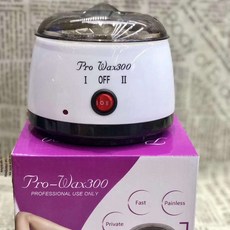 Pro Wax300
I OFF II
Pro-Wax300
PROFESSIONAL USE ONLY
Fast
Painless
Private